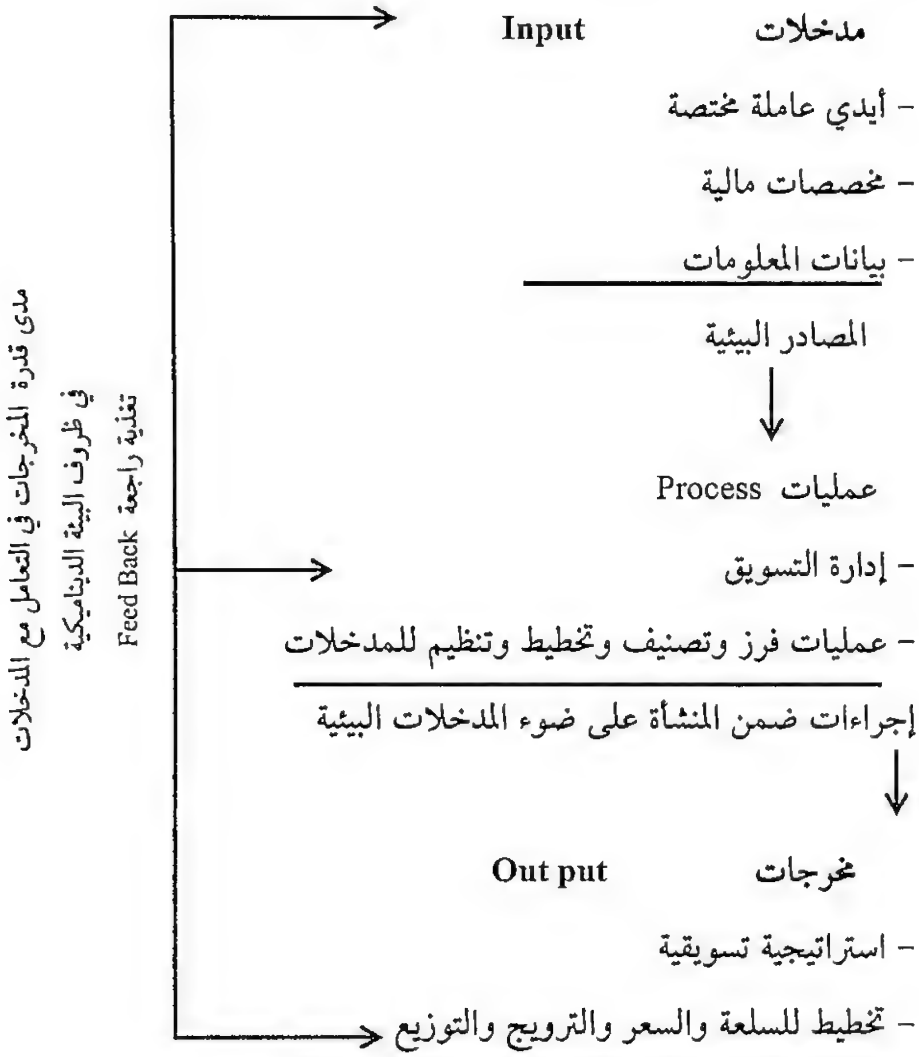 مدخلات Input
- أيدي عاملة مختصة
- مخصصات مالية
- بيانات المعلومات
المصادر البيئية
عمليات Process
- إدارة التسويق
- عمليات فرز وتصنيف وتخطيط وتنظيم للمدخلات
إجراءات ضمن المنشأة على ضوء المدخلات البيئية
مخرجات Out put
- استراتيجية تسويقية
- تخطيط للسلعة والسعر والترويج والتوزيع
مدى قدرة المخرجات في التعامل مع المدخلات
في ظروف البيئة الديناميكية
تغذية راجعة Feed Back